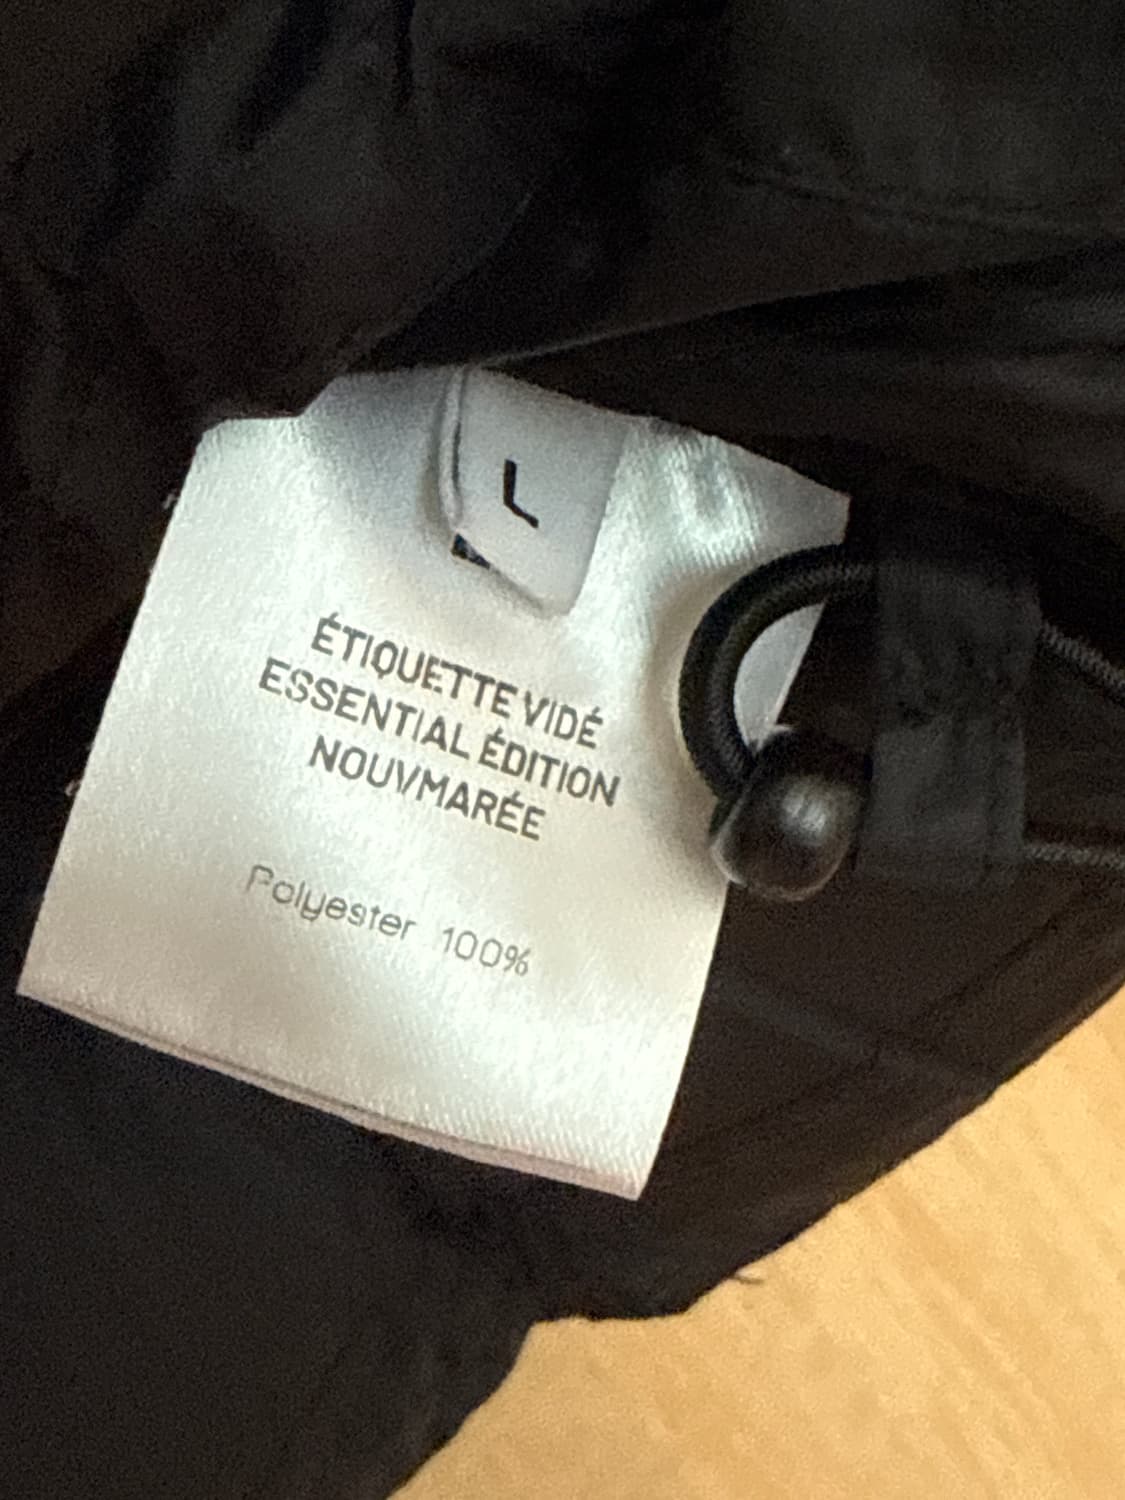 L
ÉTIQUETTE VIDÉ
ESSENTIAL ÉDITION
NOUVMARÉE
Polyester 100%